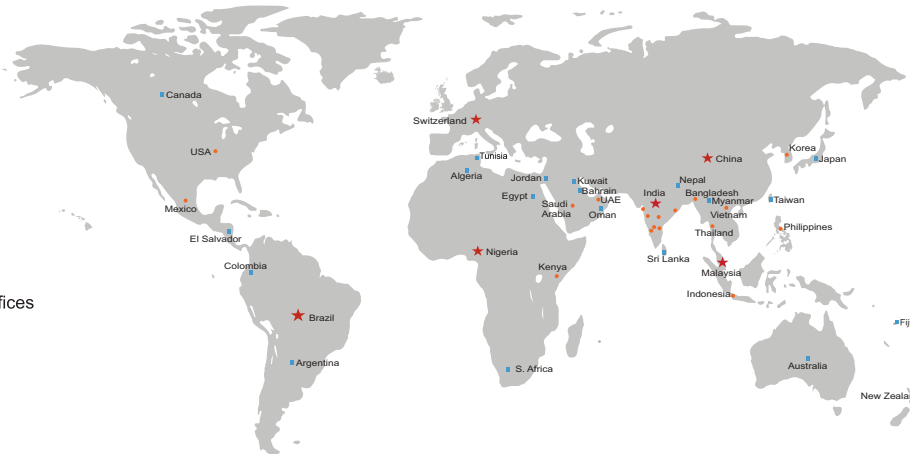 Canada
Switzerland
USA
China
Korea
Japan
Tunisia
Algeria
Jordan
Kuwait
Nepal
Bahrain
Bangladesh
India
Egypt
UAE
Myanmar
Taiwan
Mexico
Saudi
Arabia
Oman
Vietnam
Philippines
Thailand
El Salvador
Nigeria
Sri Lanka
Colombia
Kenya
Malaysia
Indonesia
fices
Brazil
Fij
Argentina
S. Africa
Australia
New Zeala